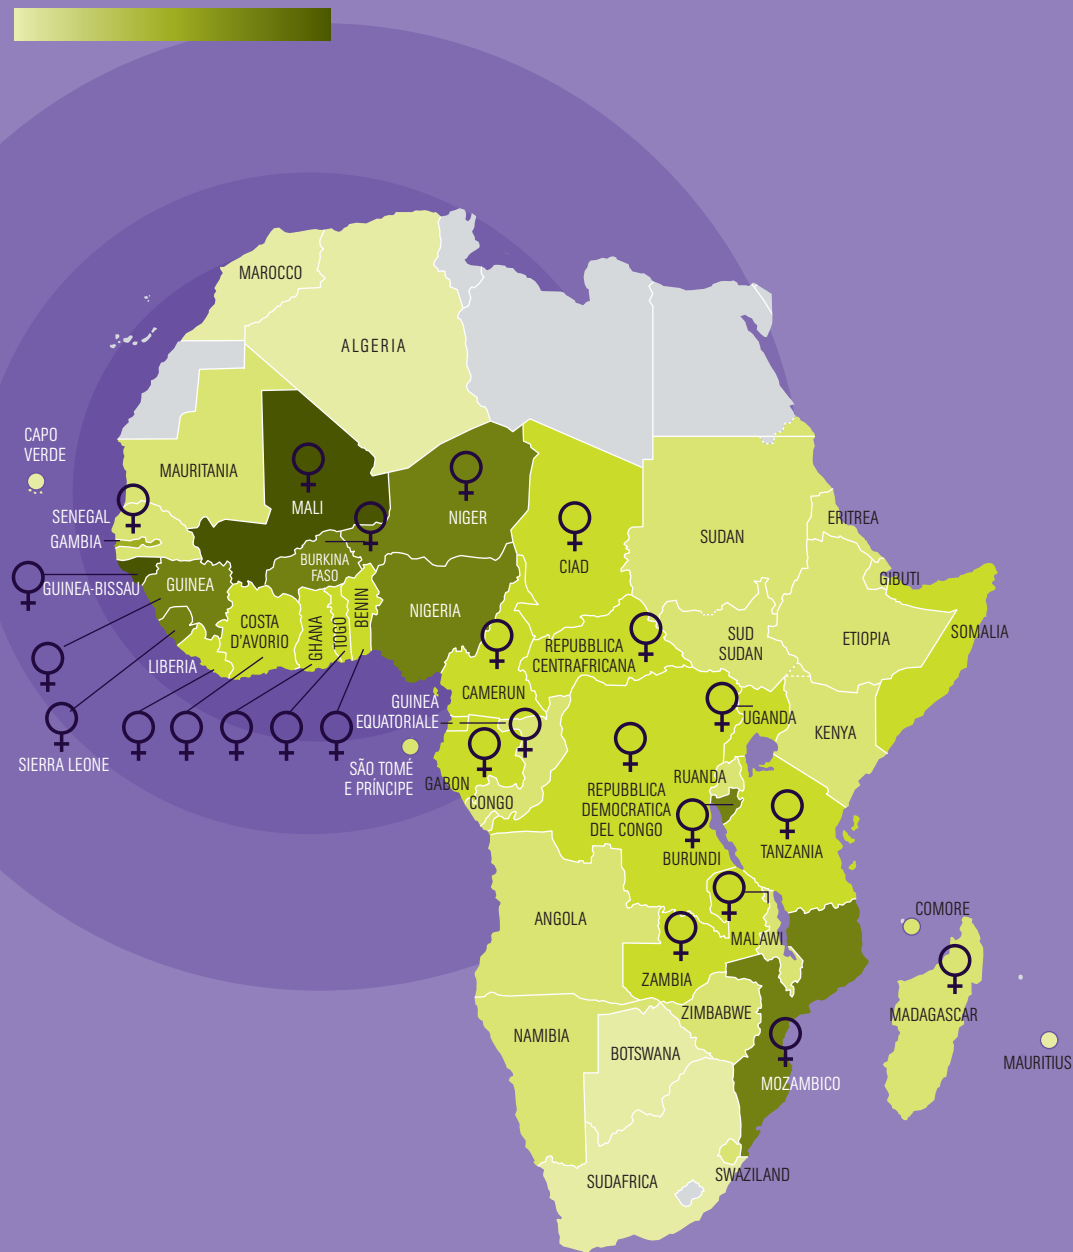 MAROCCO
ALGERIA
CAPO
VERDE
MAURITANIA
SENEGAL
GAMBIA
MALI
NIGER
GUINEA-BISSAU
GUINEA
BURKINA
FASO
CIAD
SUDAN
ERITREA
GIBUTI
NIGERIA
BENIN
TOGO
GHANA
COSTA
D'AVORIO
LIBERIA
SIERRA LEONE
REPUBBLICA
CENTRAFRICANA
SUD
SUDAN
ETIOPIA
SOMALIA
CAMERUN
GUINEA
EQUATORIALE
SÃO TOMÉ
E PRÍNCIPE
GABON
CONGO
UGANDA
KENYA
RUANDA
REPUBBLICA
DEMOCRATICA
DEL CONGO
BURUNDI
TANZANIA
ANGOLA
MALAWI
COMORE
ZAMBIA
ZIMBABWE
MADAGASCAR
NAMIBIA
BOTSWANA
MAURITIUS
MOZAMBICO
SUDAFRICA
SWAZILAND